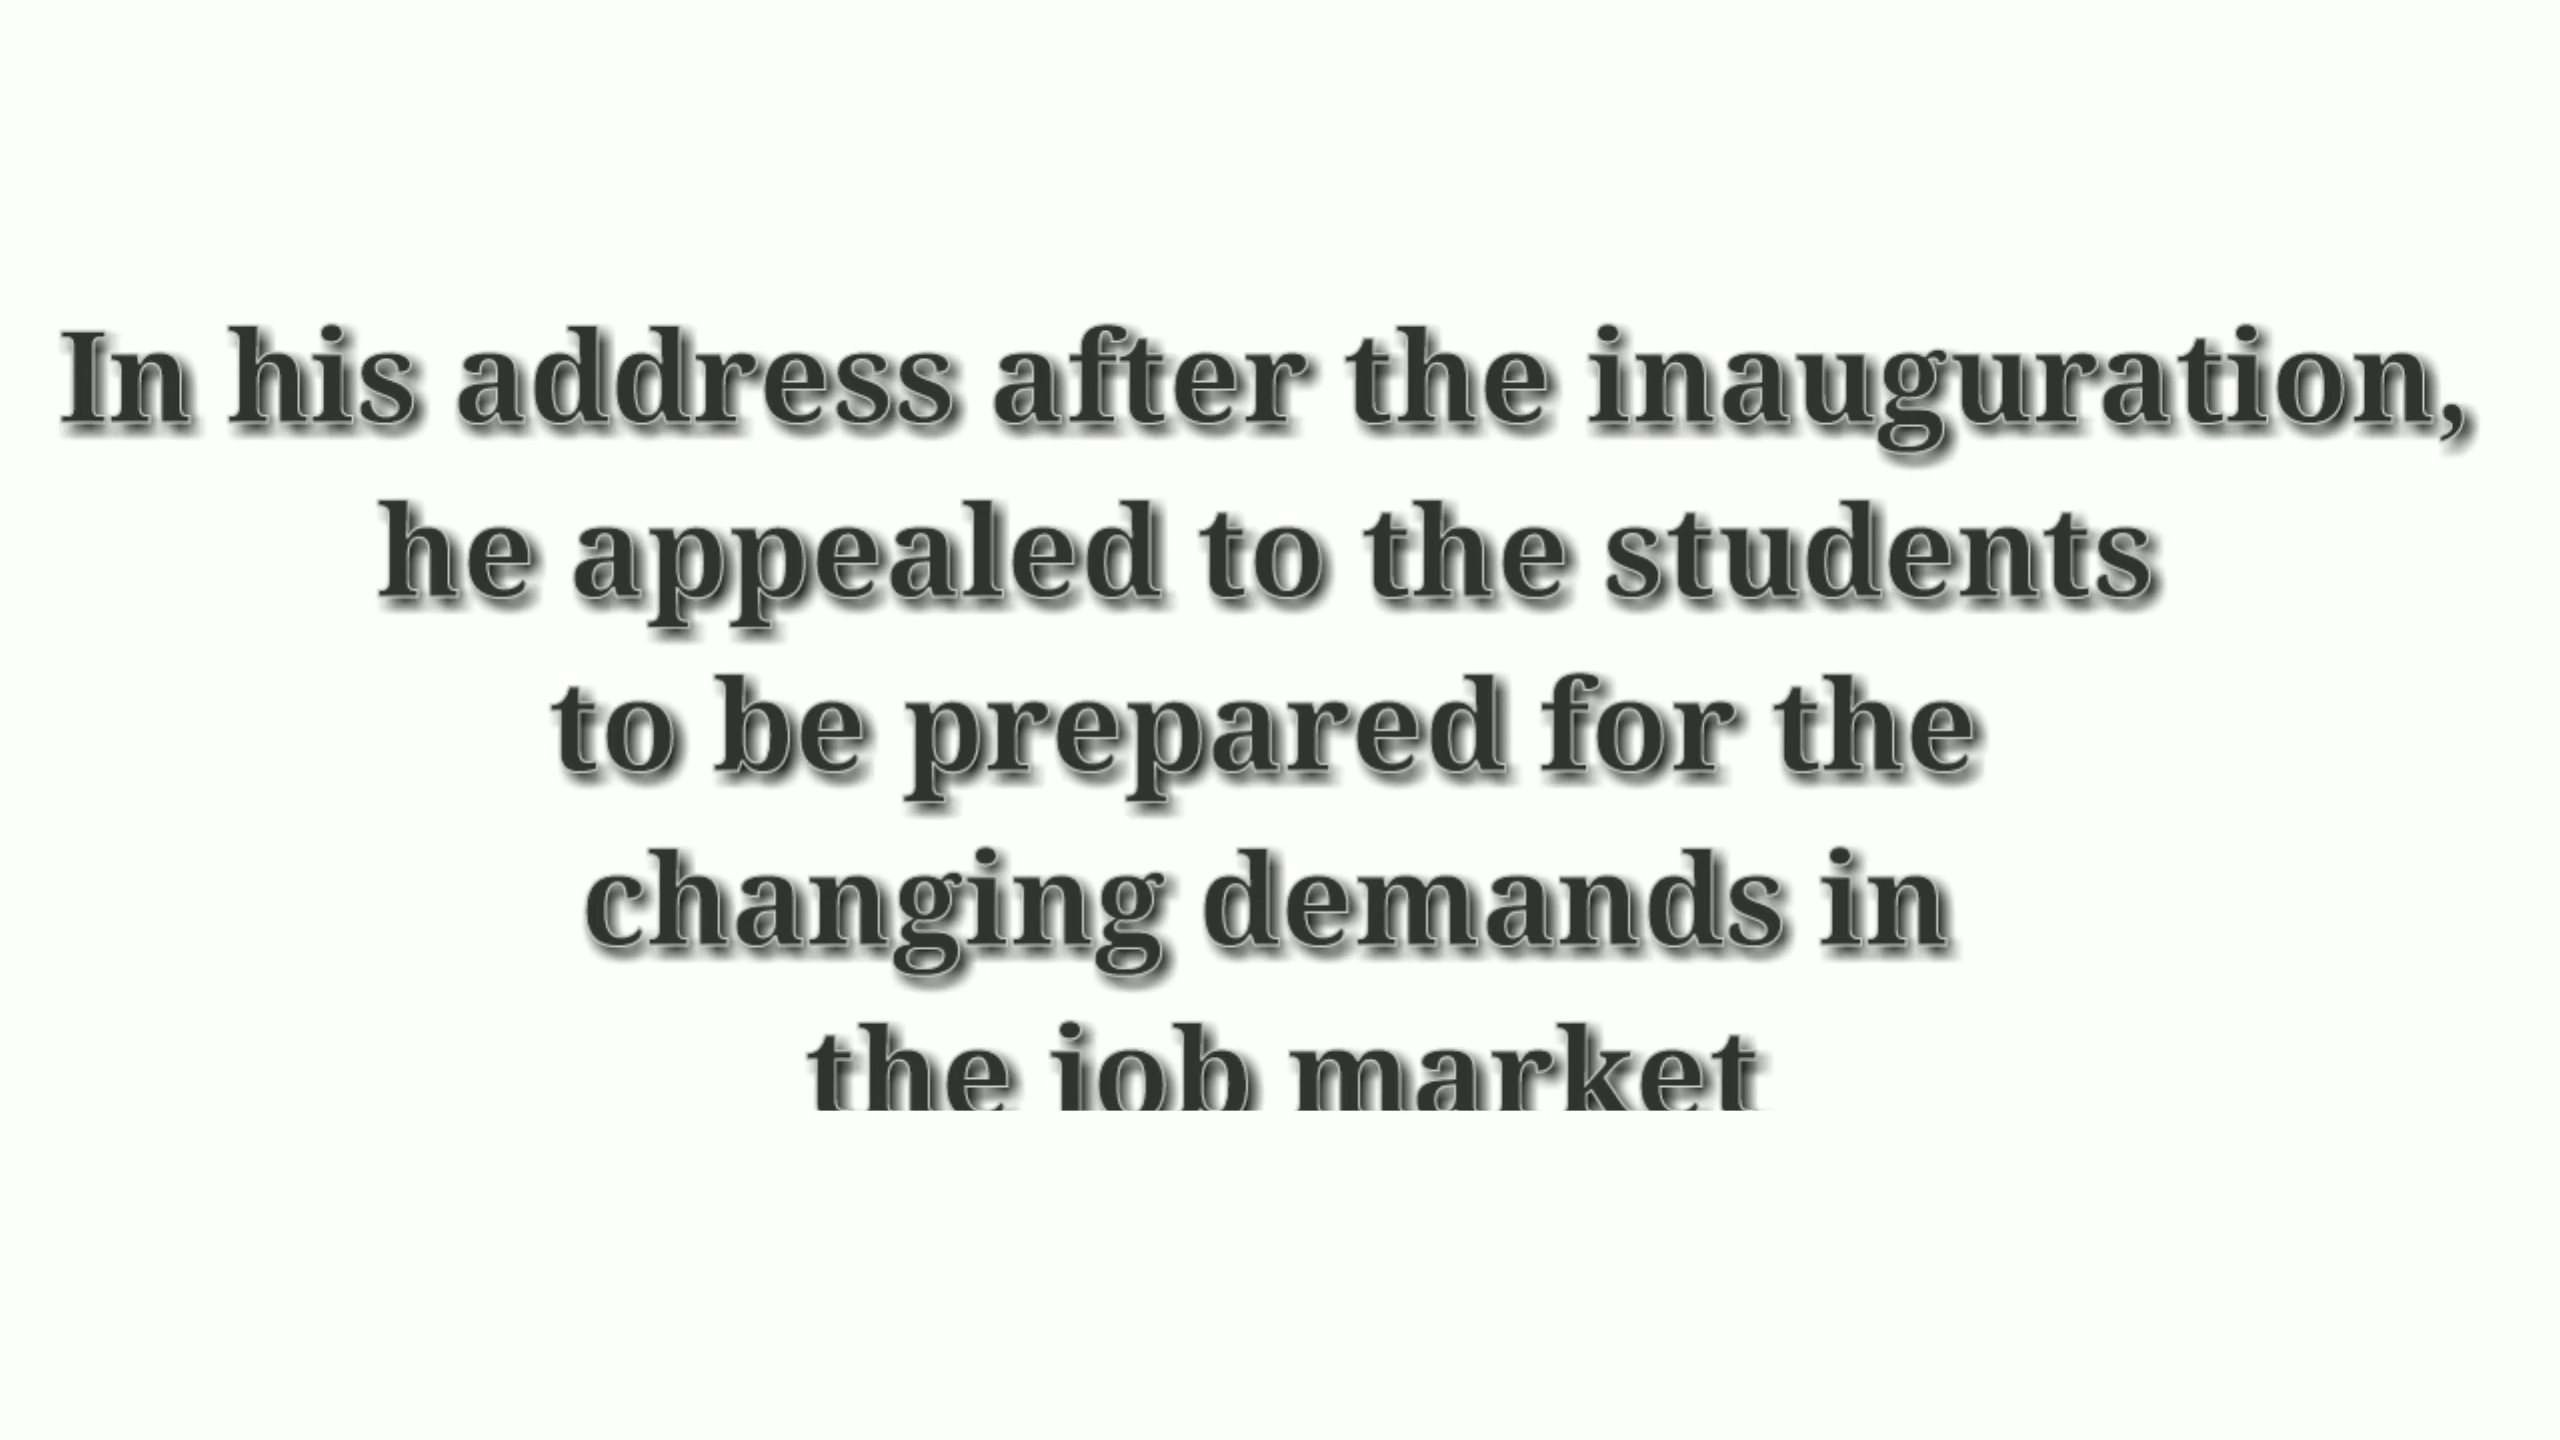 In his address after the inauguration,
he appealed to the students
to be prepared for the
changing demands in
the job market